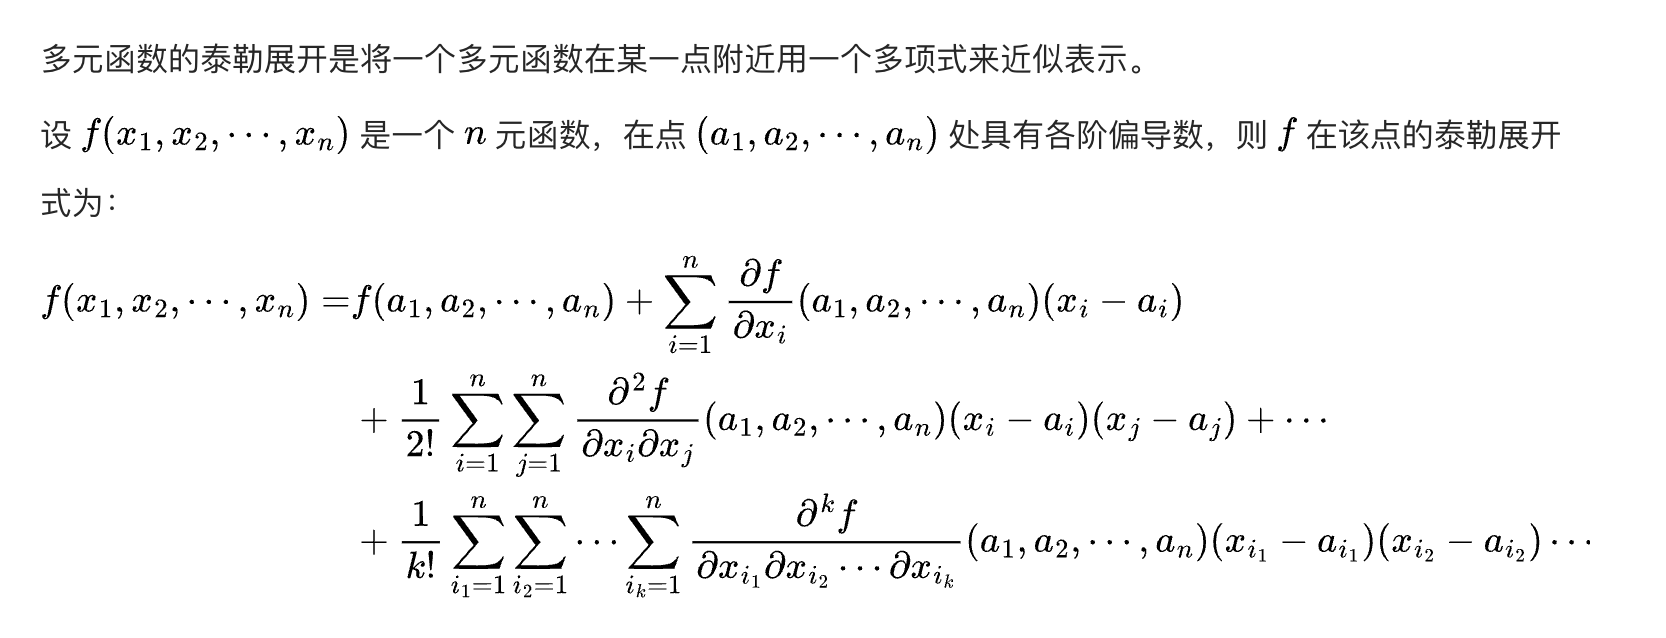 多元函数的泰勒展开是将一个多元函数在某一点附近用一个多项式来近似表示。
设 $f(x_1, x_2, \cdots, x_n)$ 是一个 $n$ 元函数，在点 $(a_1, a_2, \cdots, a_n)$ 处具有各阶偏导数，则 $f$ 在该点的泰勒展开
式为：
$f(x_1, x_2, \cdots, x_n) = f(a_1, a_2, \cdots, a_n) + \sum_{i=1}^{n} \frac{\partial f}{\partial x_i}(a_1, a_2, \cdots, a_n)(x_i - a_i)$
$+ \frac{1}{2!} \sum_{i=1}^{n} \sum_{j=1}^{n} \frac{\partial^2 f}{\partial x_i \partial x_j}(a_1, a_2, \cdots, a_n)(x_i - a_i)(x_j - a_j) + \cdots$
$+ \frac{1}{k!} \sum_{i_1=1}^{n} \sum_{i_2=1}^{n} \cdots \sum_{i_k=1}^{n} \frac{\partial^k f}{\partial x_{i_1} \partial x_{i_2} \cdots \partial x_{i_k}}(a_1, a_2, \cdots, a_n)(x_{i_1} - a_{i_1})(x_{i_2} - a_{i_2}) \cdots$